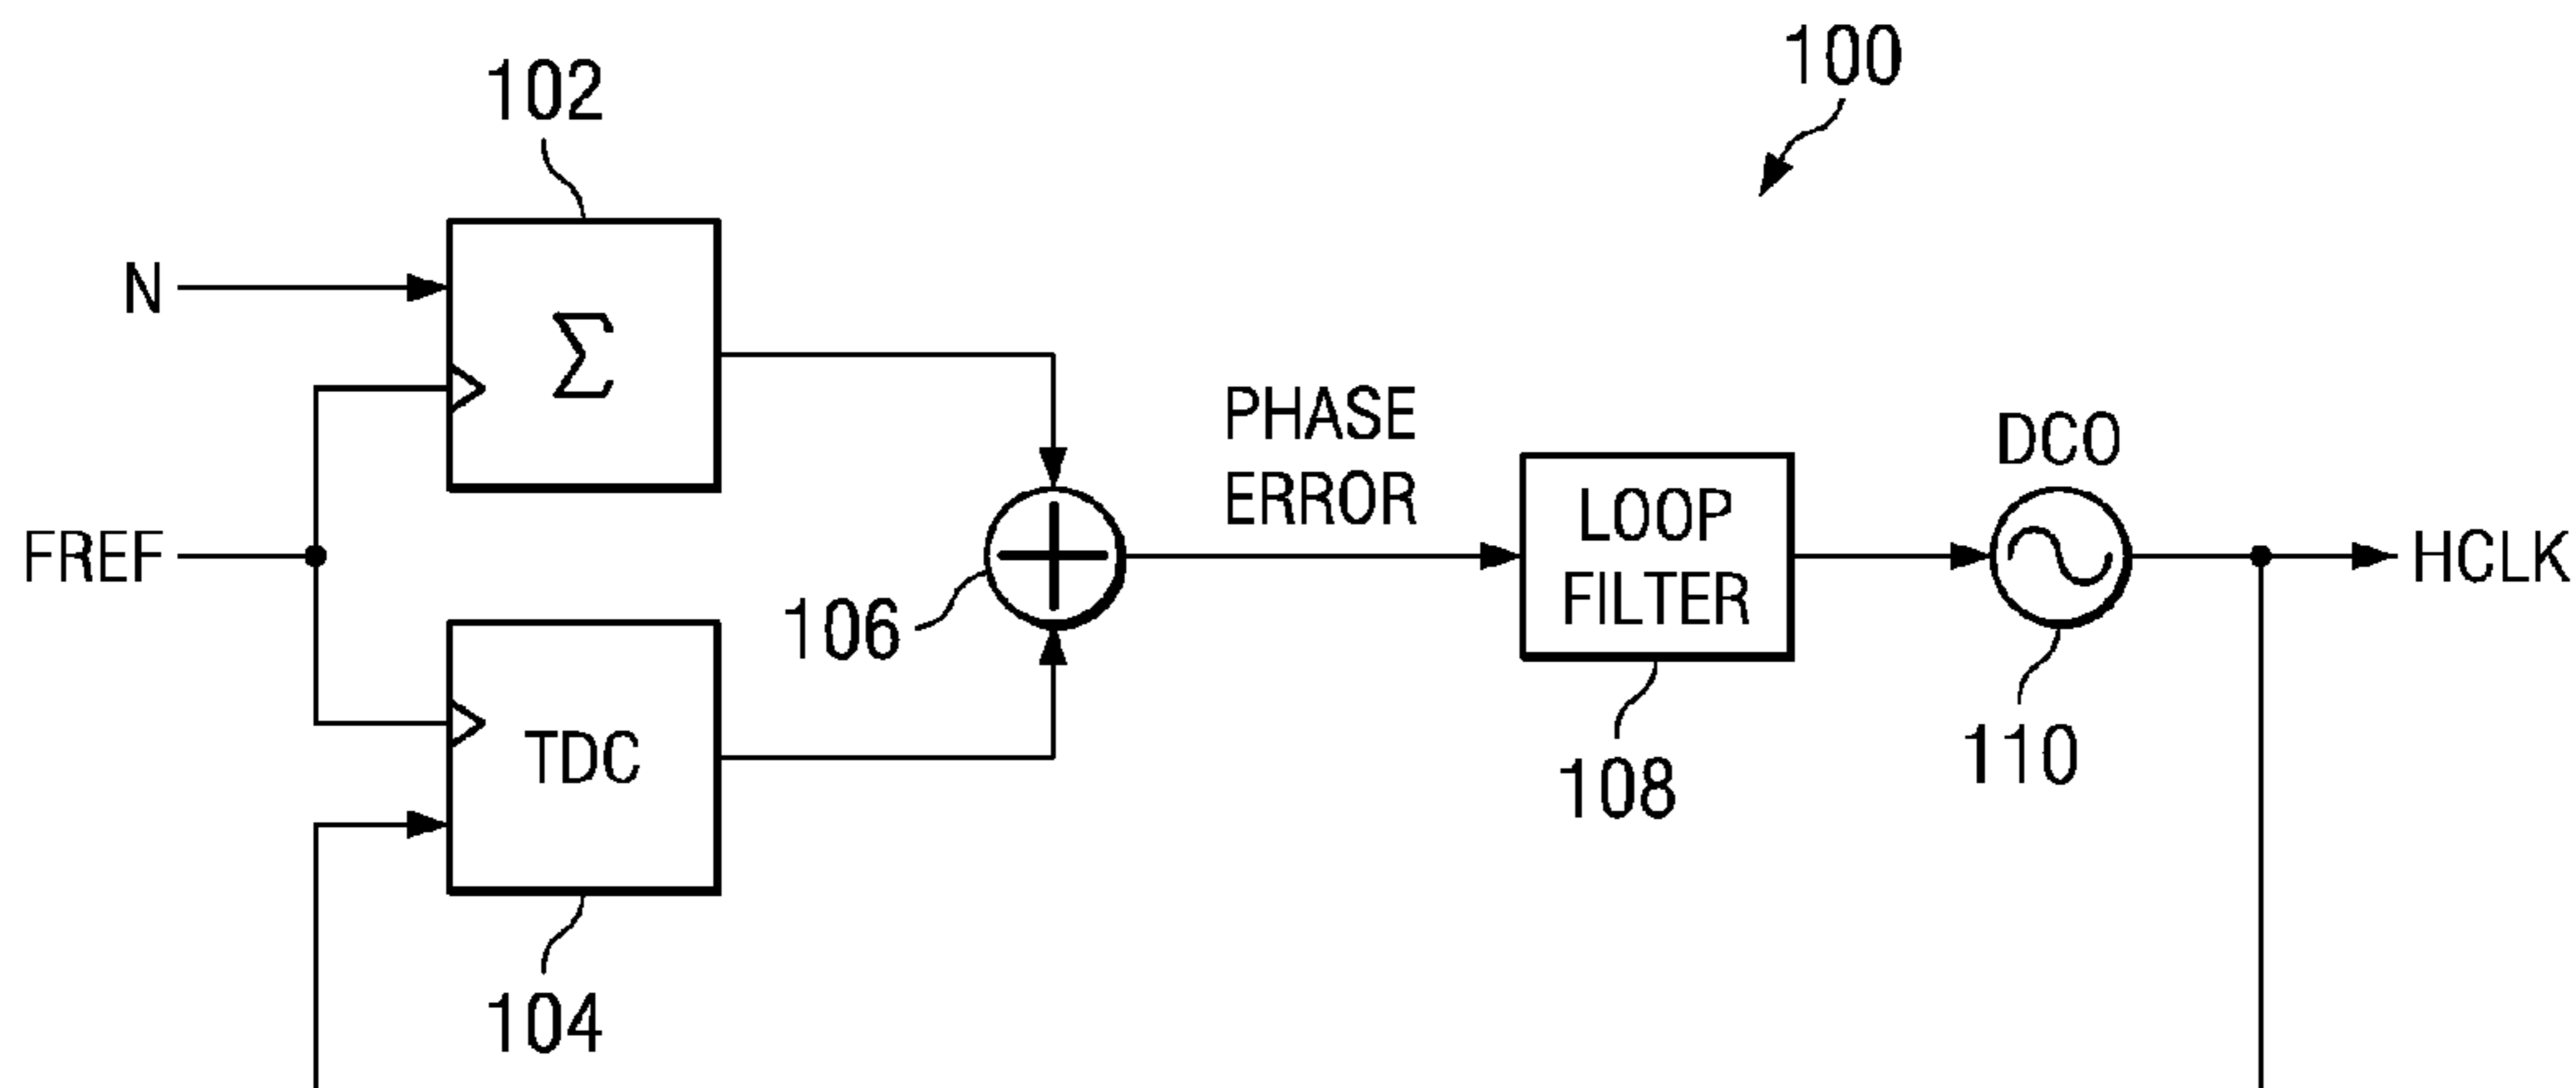 100
102
N
Σ
PHASE
ERROR
DCO
LOOP
FILTER
FREF
HCLK
106
TDC
110
108
104